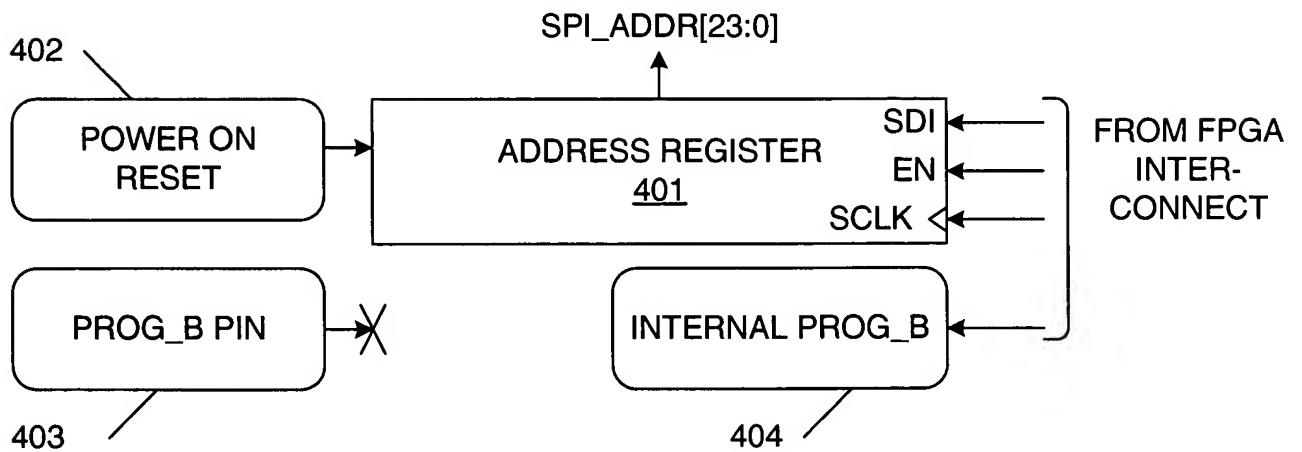 SPI_ADDR[23:0]
402
POWER ON
RESET
ADDRESS REGISTER
401
SDI
EN
SCLK
FROM FPGA
INTER-
CONNECT
PROG_B PIN
INTERNAL PROG_B
403
404